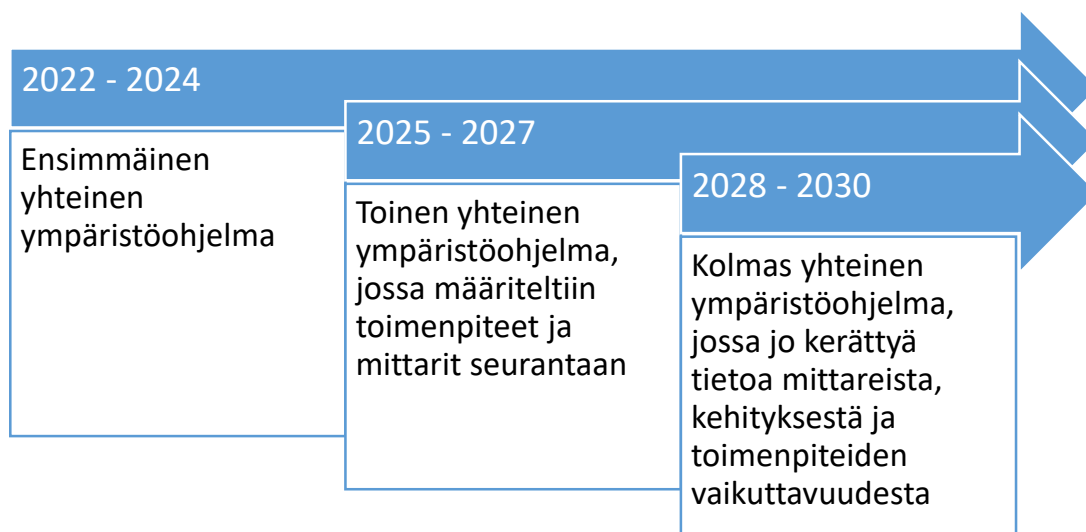 2022 - 2024
Ensimmäinen
yhteinen
ympäristöohjelma
2025 - 2027
Toinen yhteinen
ympäristöohjelma,
jossa määriteltiin
toimenpiteet ja
mittarit seurantaan
2028 - 2030
Kolmas yhteinen
ympäristöohjelma,
jossa jo kerättyä
tietoa mittareista,
kehityksestä ja
toimenpiteiden
vaikuttavuudesta